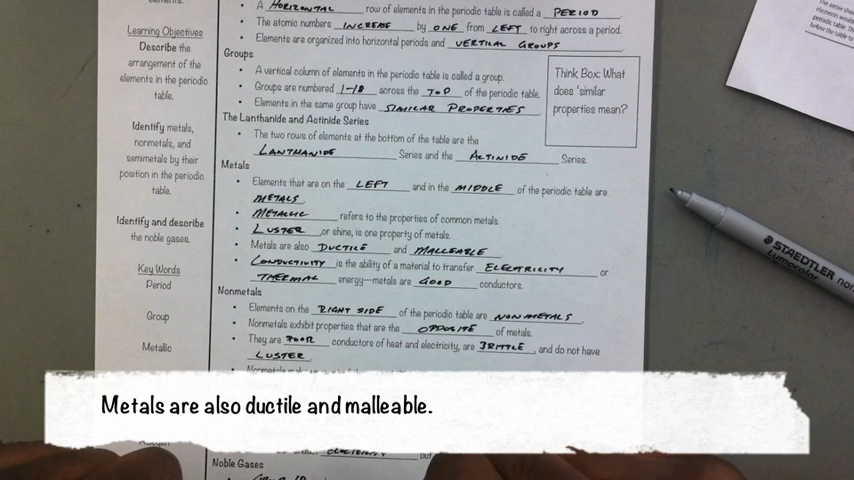 elements.
Learning Objectives
Describe the
arrangement of the
elements in the periodic
table.
Identify metals,
nonmetals, and
semimetals by their
position in the periodic
table.
Identify and describe
the noble gases.
Key Words
Period
Group
Metallic
• A HORIZONTAL row of elements in the periodic table is called a PERIOD.
• The atomic numbers INCREASE by ONE from LEFT to right across a period.
• Elements are organized into horizontal periods and VERTICAL GROUPS
Groups
• A vertical column of elements in the periodic table is called a group.
• Groups are numbered 1-18 across the TOP of the periodic table.
• Elements in the same group have SIMILAR PROPERTIES.
The Lanthanide and Actinide Series
• The two rows of elements at the bottom of the table are the
LANTHANIDE Series and the ACTINIDE Series.
Metals
• Elements that are on the LEFT and in the MIDDLE of the periodic table are
METALS.
• METALLIC refers to the properties of common metals.
• LUSTER, or shine, is one property of metals.
• Metals are also DUCTILE and MALLEABLE.
• CONDUCTIVITY is the ability of a material to transfer ELECTRICITY or
THERMAL energy—metals are GOOD conductors.
Nonmetals
• Elements on the RIGHT SIDE of the periodic table are NONMETALS.
• Nonmetals exhibit properties that are the OPPOSITE of metals.
• They are POOR conductors of heat and electricity, are BRITTLE, and do not have
LUSTER.
ELECTRICITY but
Noble Gases
Think Box: What
does 'similar
properties mean?
STAEDTLER
Lumocolor
Metals are also ductile and malleable.